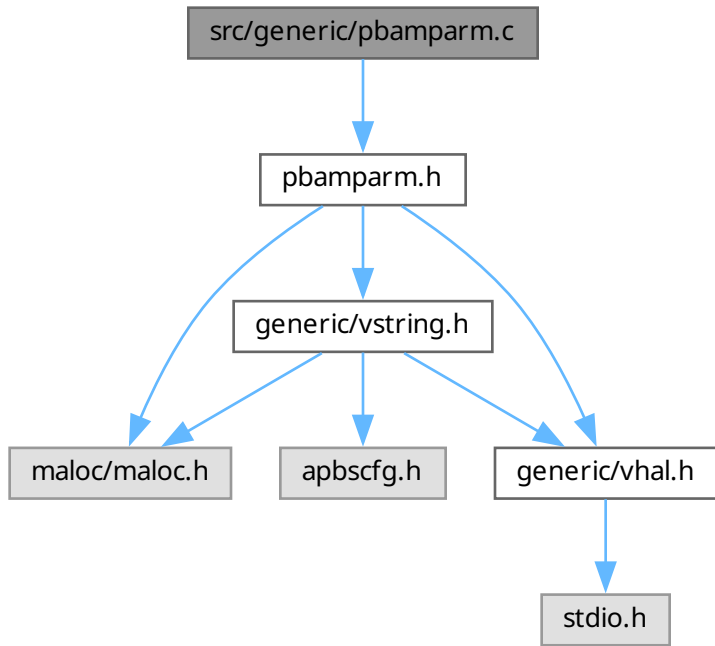 src/generic/pbamparm.c
pbamparm.h
generic/vstring.h
maloc/maloc.h
apbscfg.h
generic/vhal.h
stdio.h